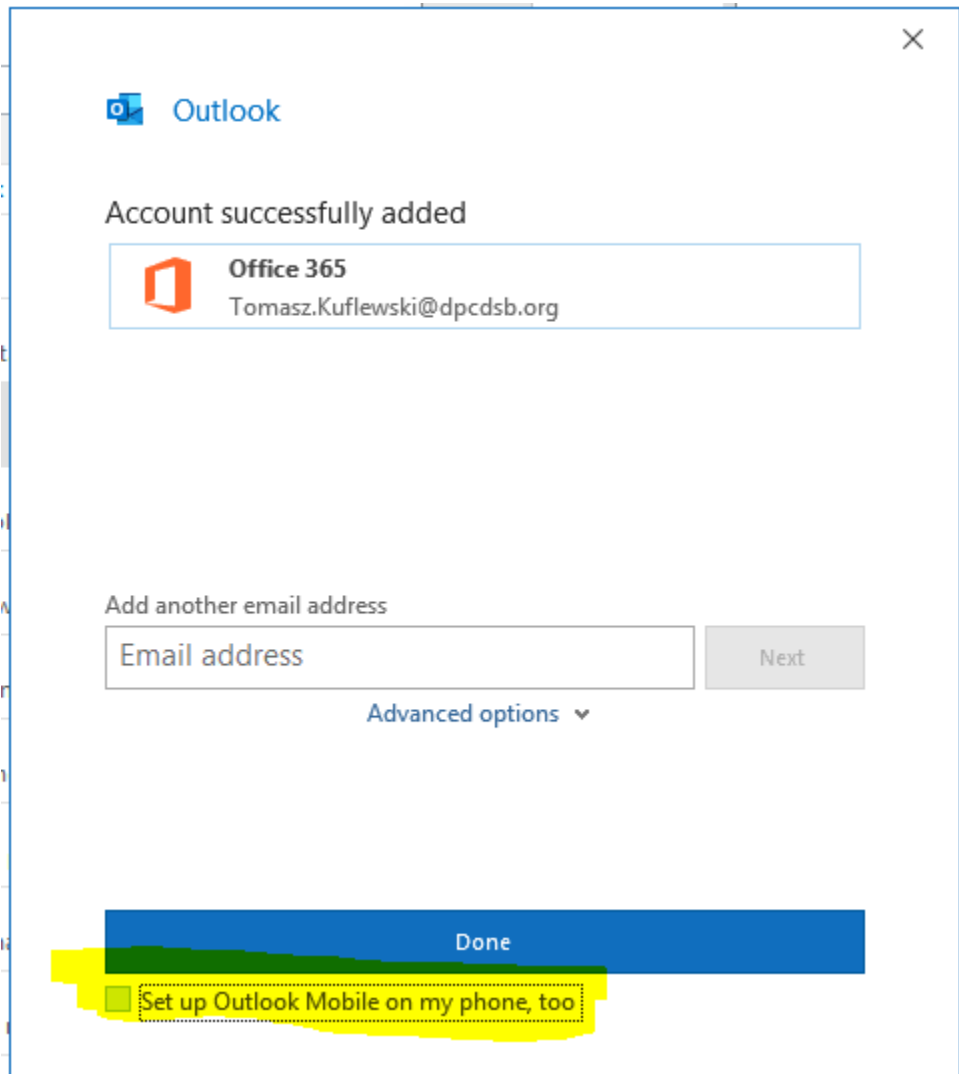 Outlook
Account successfully added
Office 365
Tomasz.Kuflewski@dpcdsb.org
Add another email address
Email address
Next
Advanced options
Done
Set up Outlook Mobile on my phone, too